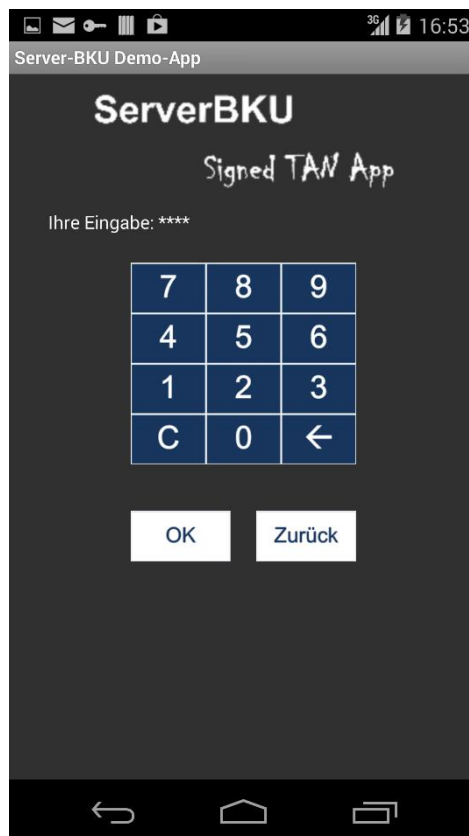 3G 16:53
Server-BKU Demo-App
ServerBKU
Signed TAN App
Ihre Eingabe: ****
7 8 9
4 5 6
1 2 3
C 0 ←
OK Zurück